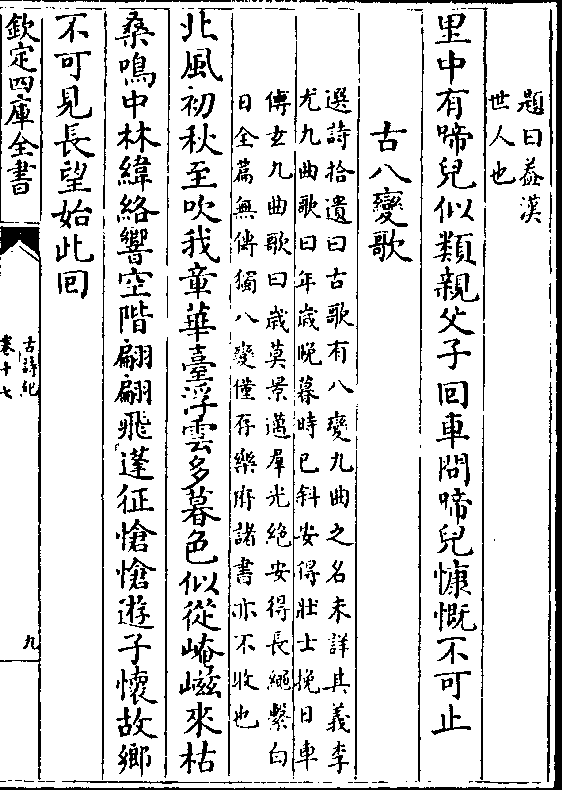 題曰益漢
世人也
里中有啼兒似類親父子回車問啼兒慷慨不可止
古八變歌
選詩拾遺曰古歌有八變九曲之名未詳其義李
尤九曲歌曰年歲晚暮時已斜安得壯士挽日車
傅玄九曲歌曰歲莫景邁羣光絶安得長繩繫白
日全篇無傳獨八變僅存樂府諸書亦不收也
北風初秋至吹我章華臺浮雲多暮色似從崦嵫來枯
桑鳴中林緯絡響空階翩翩飛蓬征愴愴遊子懷故鄉
不可見長望始此回
欽定四庫全書
古詩紀
卷十七
九